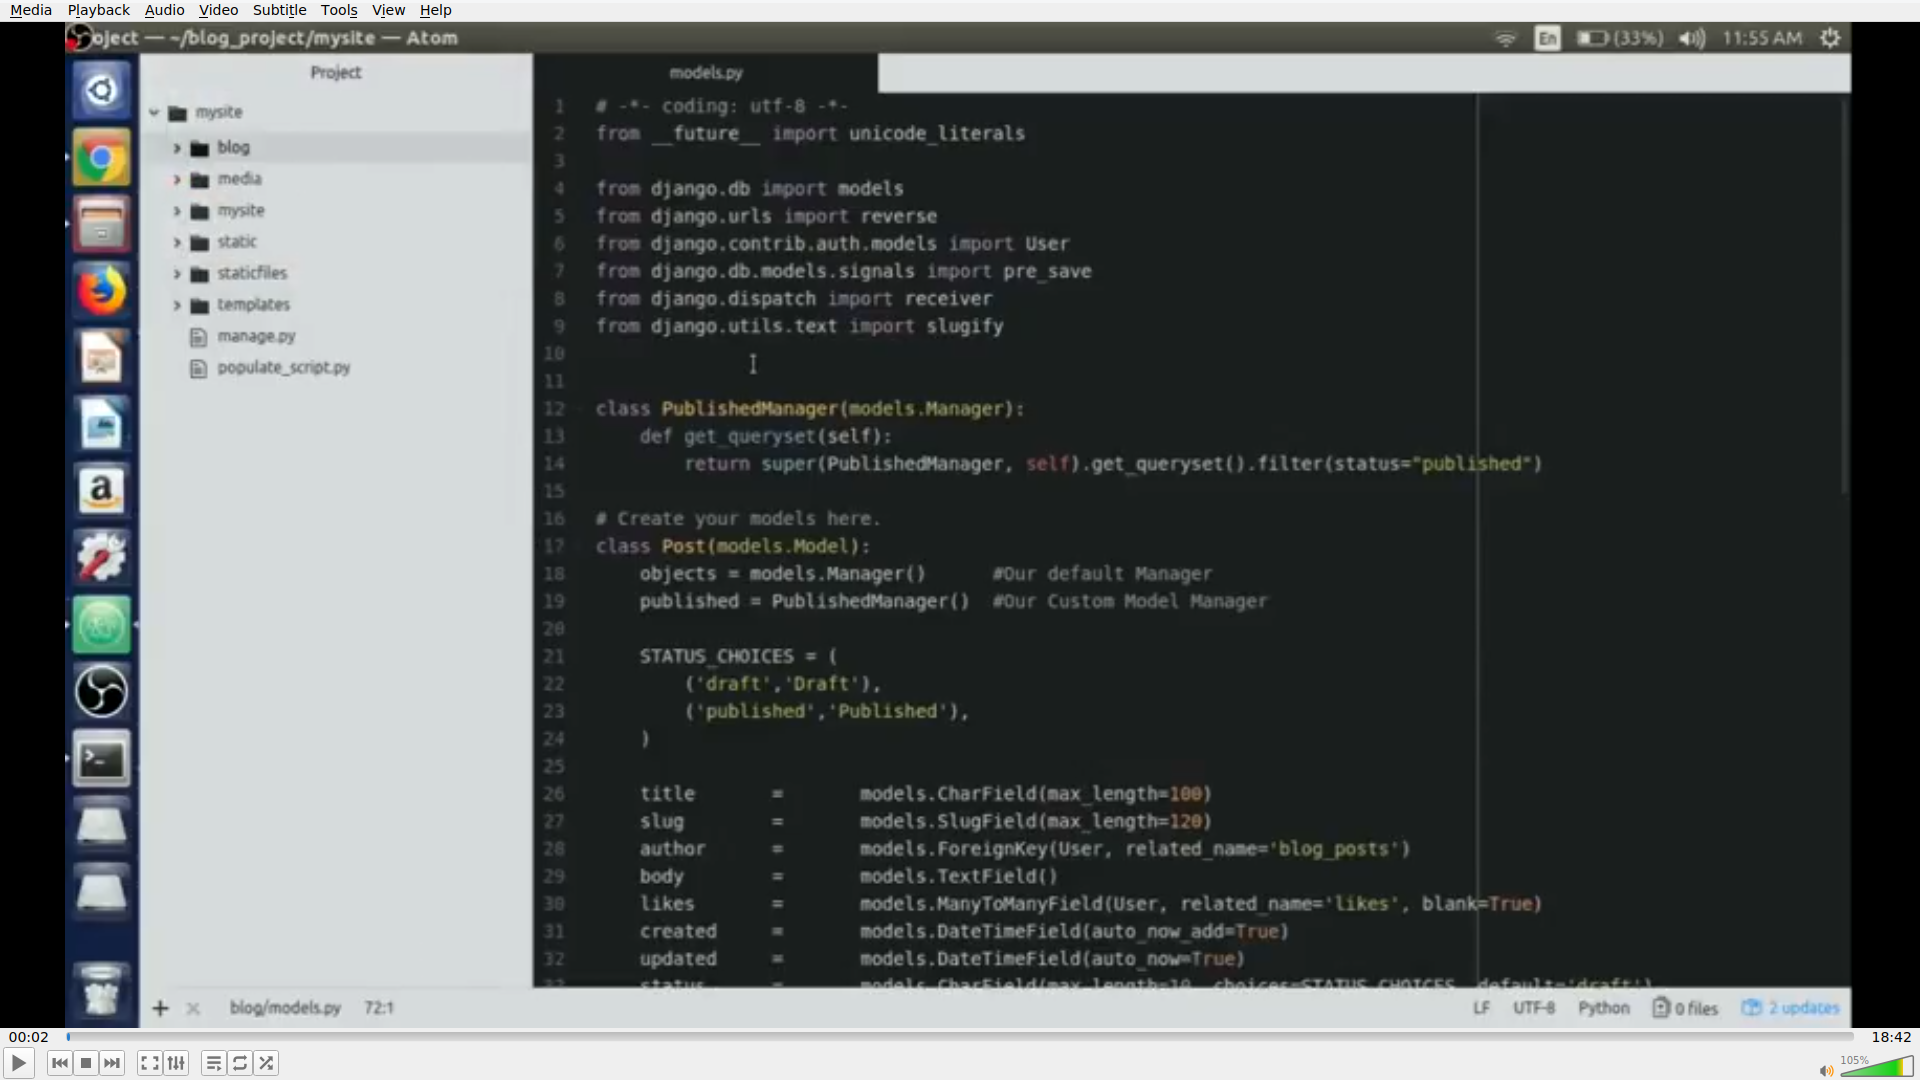 Media Playback Audio Video Subtitle Tools View Help
oject — ~/blog_project/mysite — Atom
En (33%) 11:55 AM
Project
models.py
mysite
blog
media
mysite
static
staticfiles
templates
manage.py
populate_script.py
1 # -*- coding: utf-8 -*-
2 from __future__ import unicode_literals
3
4 from django.db import models
5 from django.urls import reverse
6 from django.contrib.auth.models import User
7 from django.db.models.signals import pre_save
8 from django.dispatch import receiver
9 from django.utils.text import slugify
10
11
12 class PublishedManager(models.Manager):
13 def get_queryset(self):
14 return super(PublishedManager, self).get_queryset().filter(status="published")
15
16 # Create your models here.
17 class Post(models.Model):
18 objects = models.Manager() #Our default Manager
19 published = PublishedManager() #Our Custom Model Manager
20
21 STATUS_CHOICES = (
22 ('draft','Draft'),
23 ('published','Published'),
24 )
25
26 title = models.CharField(max_length=100)
27 slug = models.SlugField(max_length=120)
28 author = models.ForeignKey(User, related_name='blog_posts')
29 body = models.TextField()
30 likes = models.ManyToManyField(User, related_name='likes', blank=True)
31 created = models.DateTimeField(auto_now_add=True)
32 updated = models.DateTimeField(auto_now=True)
33 status = models.CharField(max_length=10, choices=STATUS_CHOICES, default='draft')
blog/models.py 72:1
LF UTF-8 Python 0 files 2 updates
00:02
18:42
105%